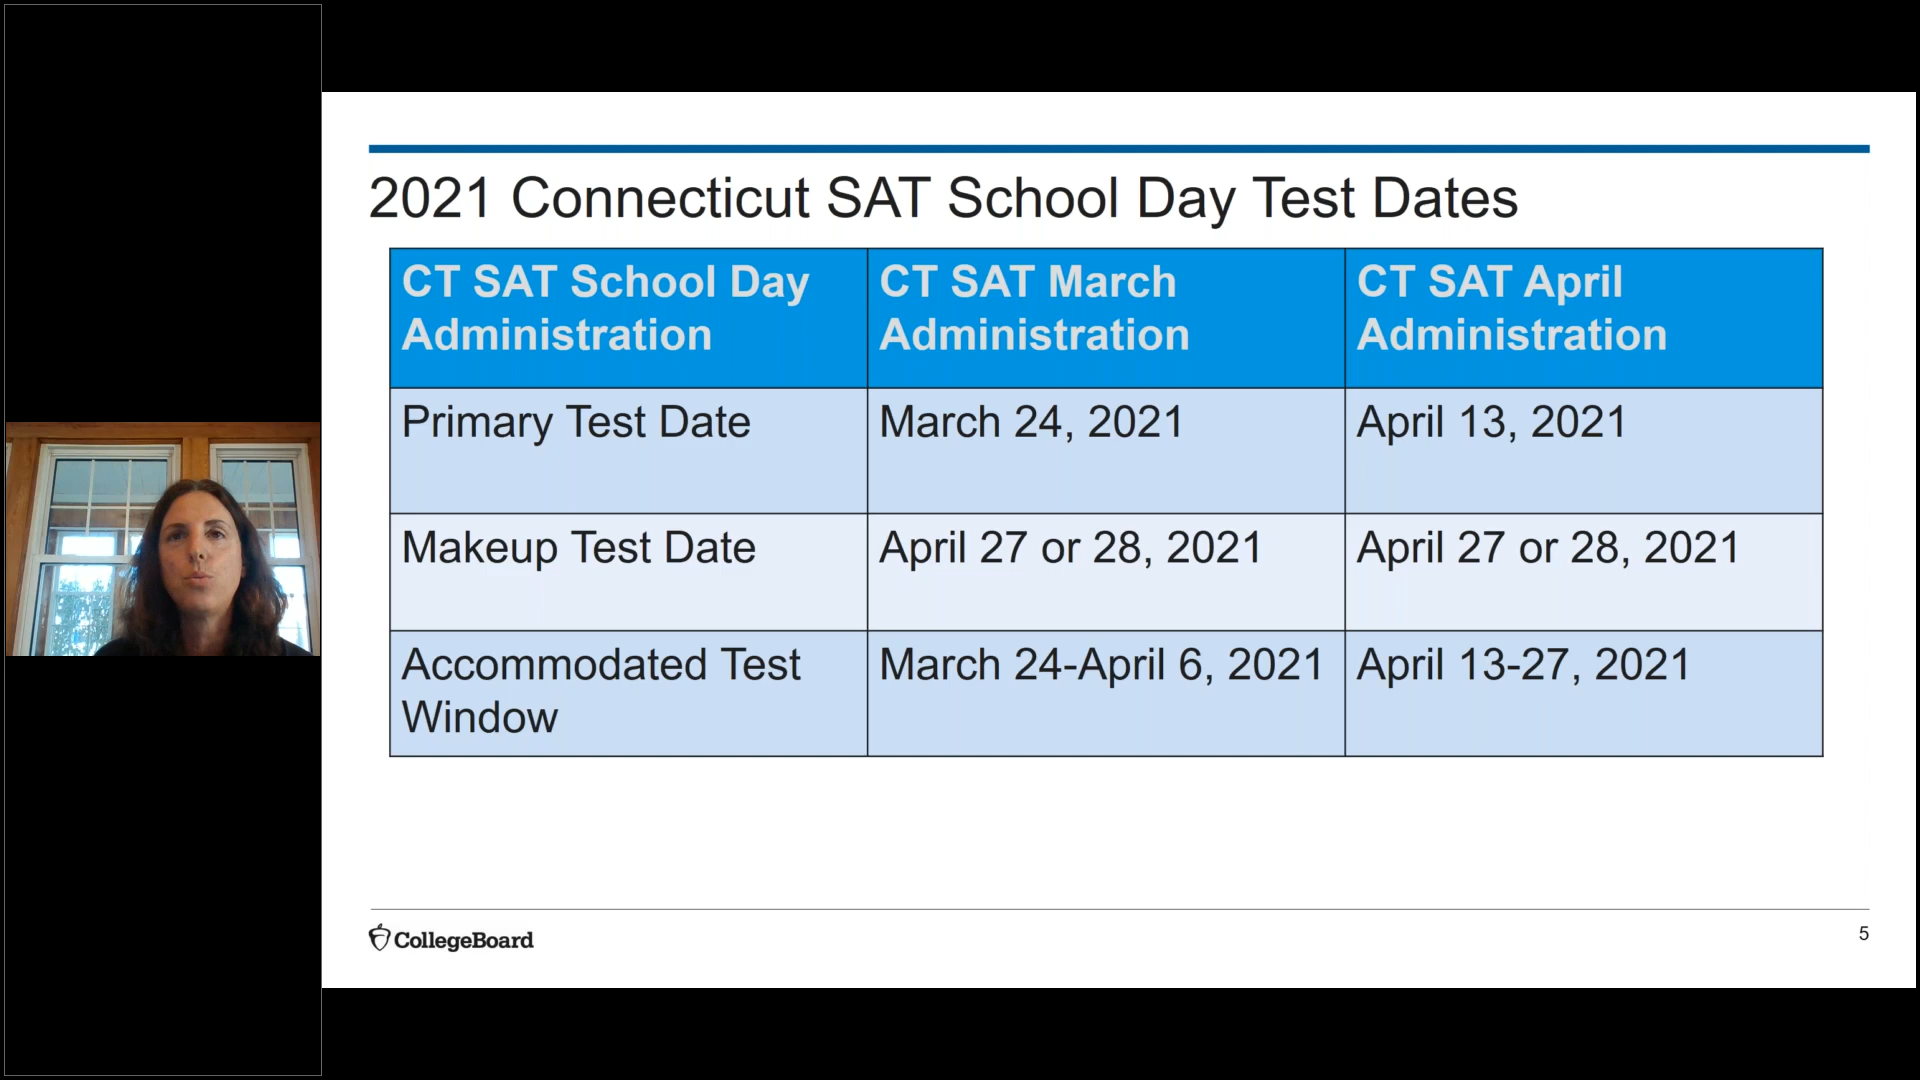 2021 Connecticut SAT School Day Test Dates
CT SAT School Day
Administration
CT SAT March
Administration
CT SAT April
Administration
Primary Test Date
March 24, 2021
April 13, 2021
Makeup Test Date
April 27 or 28, 2021
April 27 or 28, 2021
Accommodated Test
Window
March 24-April 6, 2021
April 13-27, 2021
CollegeBoard
5